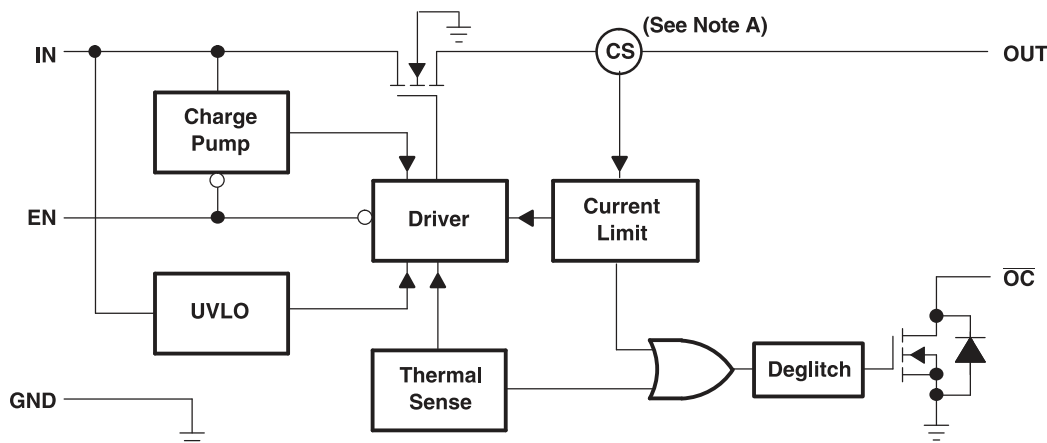 (See Note A)
IN
CS
OUT
Charge
Pump
EN
Driver
Current
Limit
UVLO
OC
Thermal
Sense
Deglitch
GND